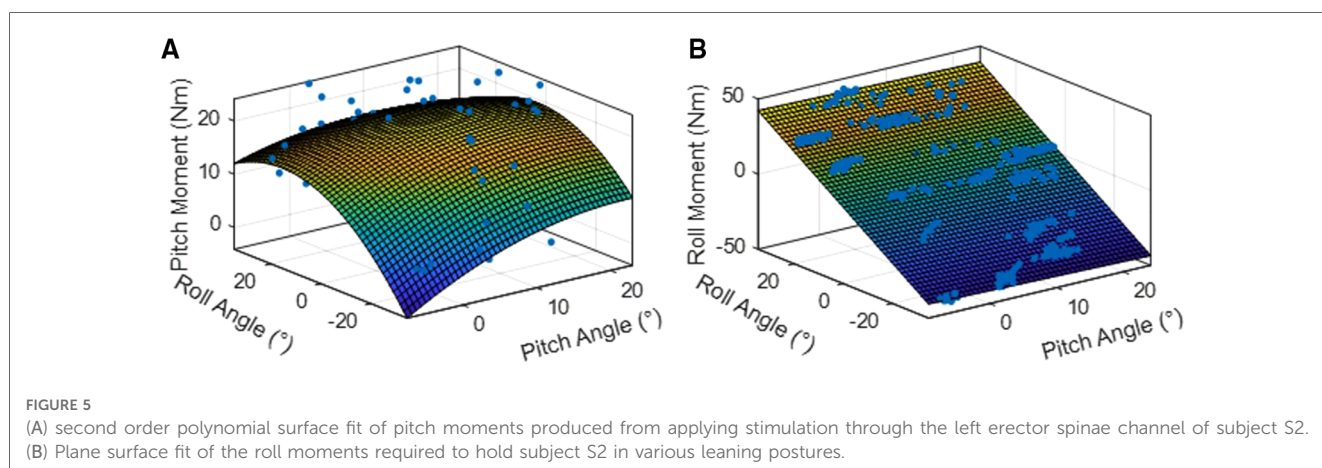 A
B
Pitch Moment (Nm)
20
10
0
20
0
-20
Roll Angle (°)
0
10
20
Pitch Angle (°)
Roll Moment (Nm)
50
0
-50
20
0
-20
Roll Angle (°)
0
10
20
Pitch Angle (°)
FIGURE 5
(A) second order polynomial surface fit of pitch moments produced from applying stimulation through the left erector spinae channel of subject S2.
(B) Plane surface fit of the roll moments required to hold subject S2 in various leaning postures.